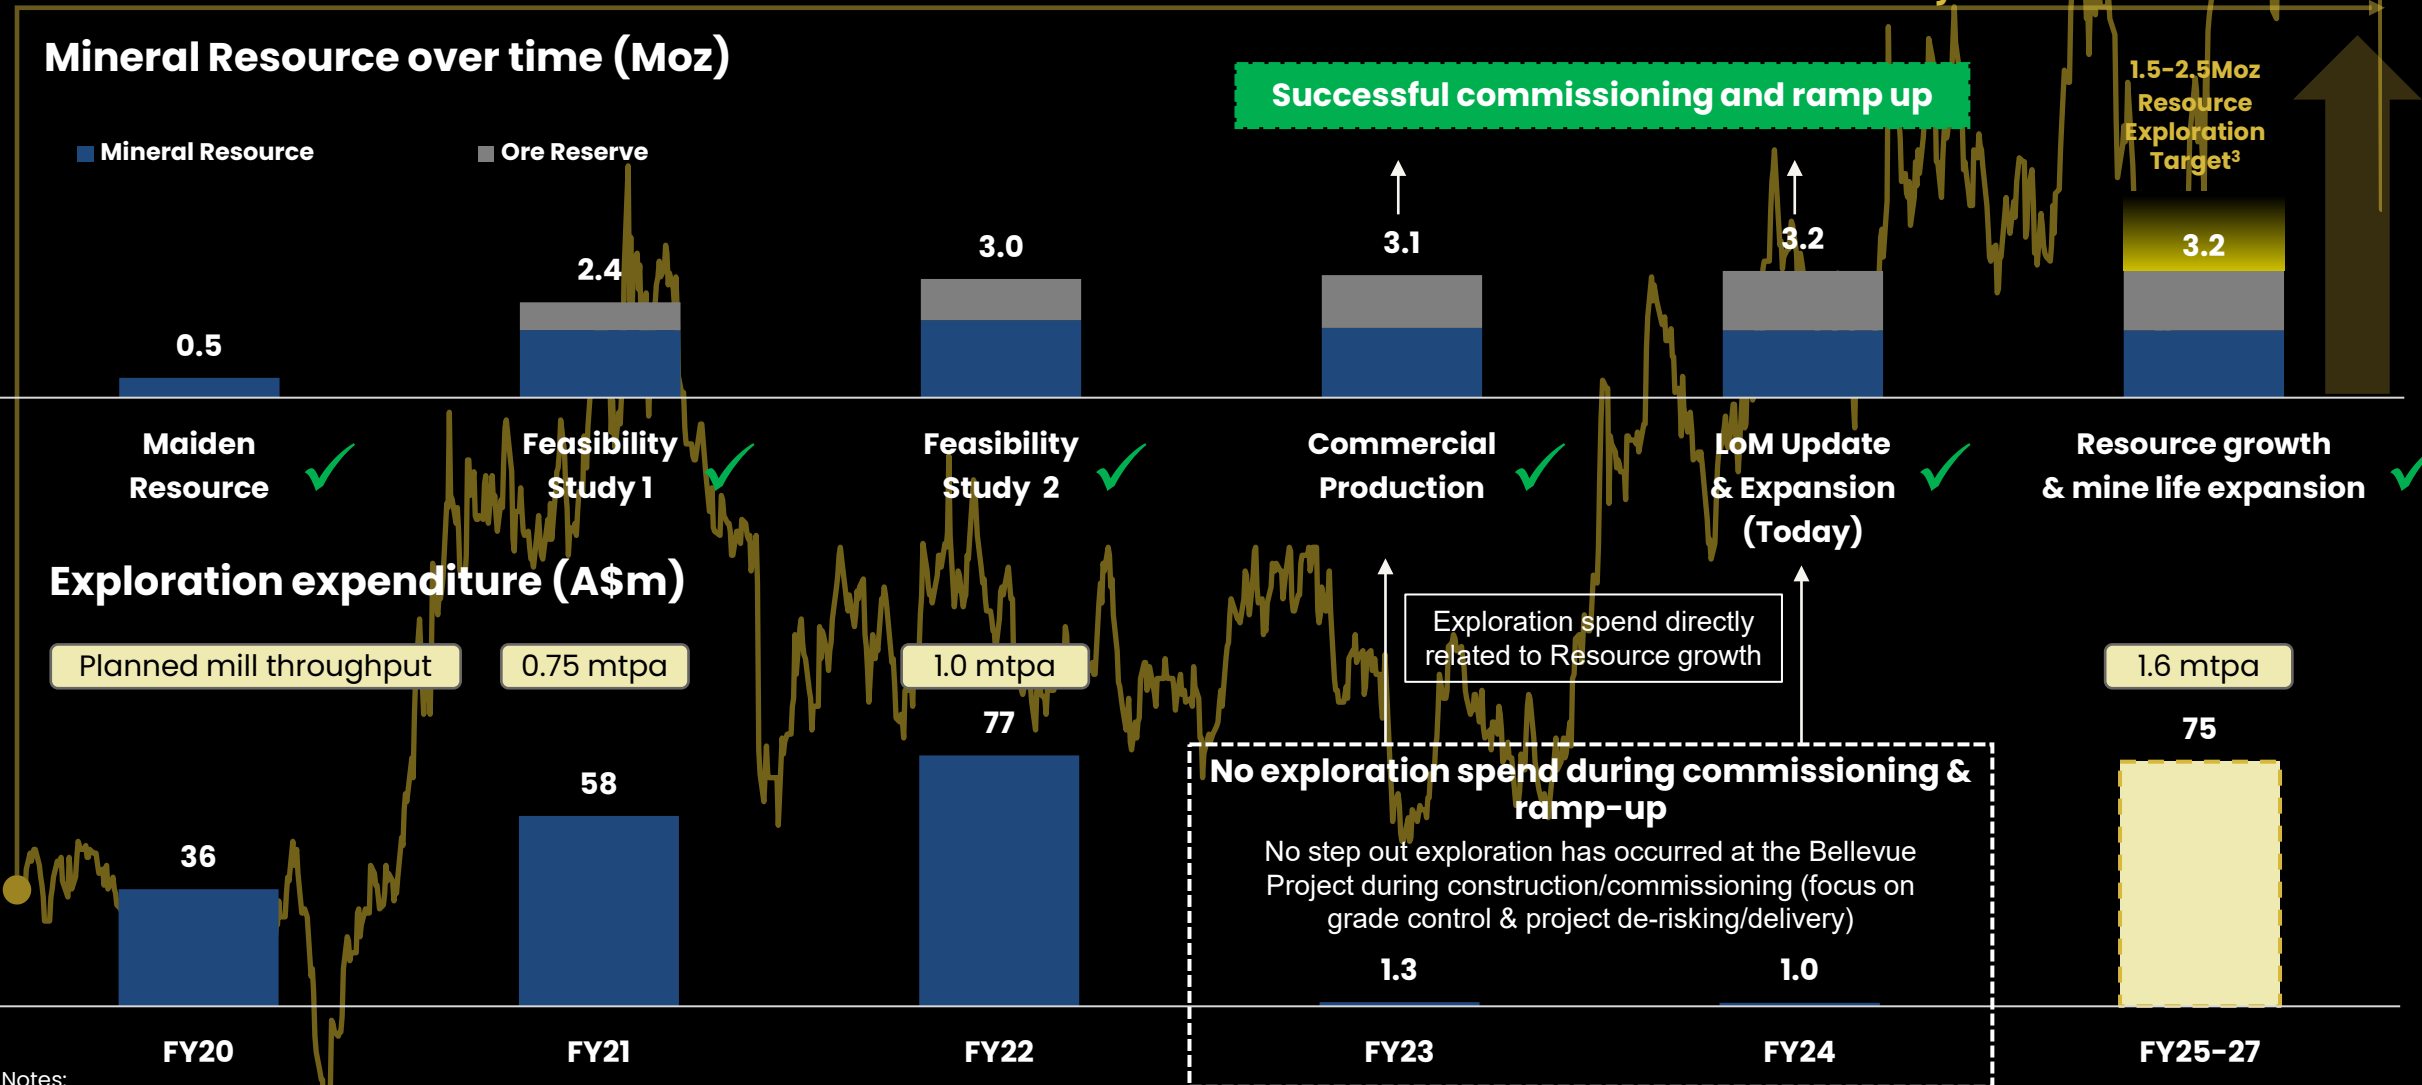 Mineral Resource over time (Moz)
Successful commissioning and ramp up
1.5-2.5Moz
Resource
Exploration
Target³
Mineral Resource
Ore Reserve
0.5
2.4
3.0
3.1
3.2
3.2
Maiden
Resource
Feasibility
Study 1
Feasibility
Study 2
Commercial
Production
LoM Update
& Expansion
(Today)
Resource growth
& mine life expansion
Exploration expenditure (A$m)
Exploration spend directly
related to Resource growth
Planned mill throughput
0.75 mtpa
1.0 mtpa
1.6 mtpa
36
58
77
75
No exploration spend during commissioning &
ramp-up
No step out exploration has occurred at the Bellevue
Project during construction/commissioning (focus on
grade control & project de-risking/delivery)
1.3
1.0
FY20
FY21
FY22
FY23
FY24
FY25-27
Notes: